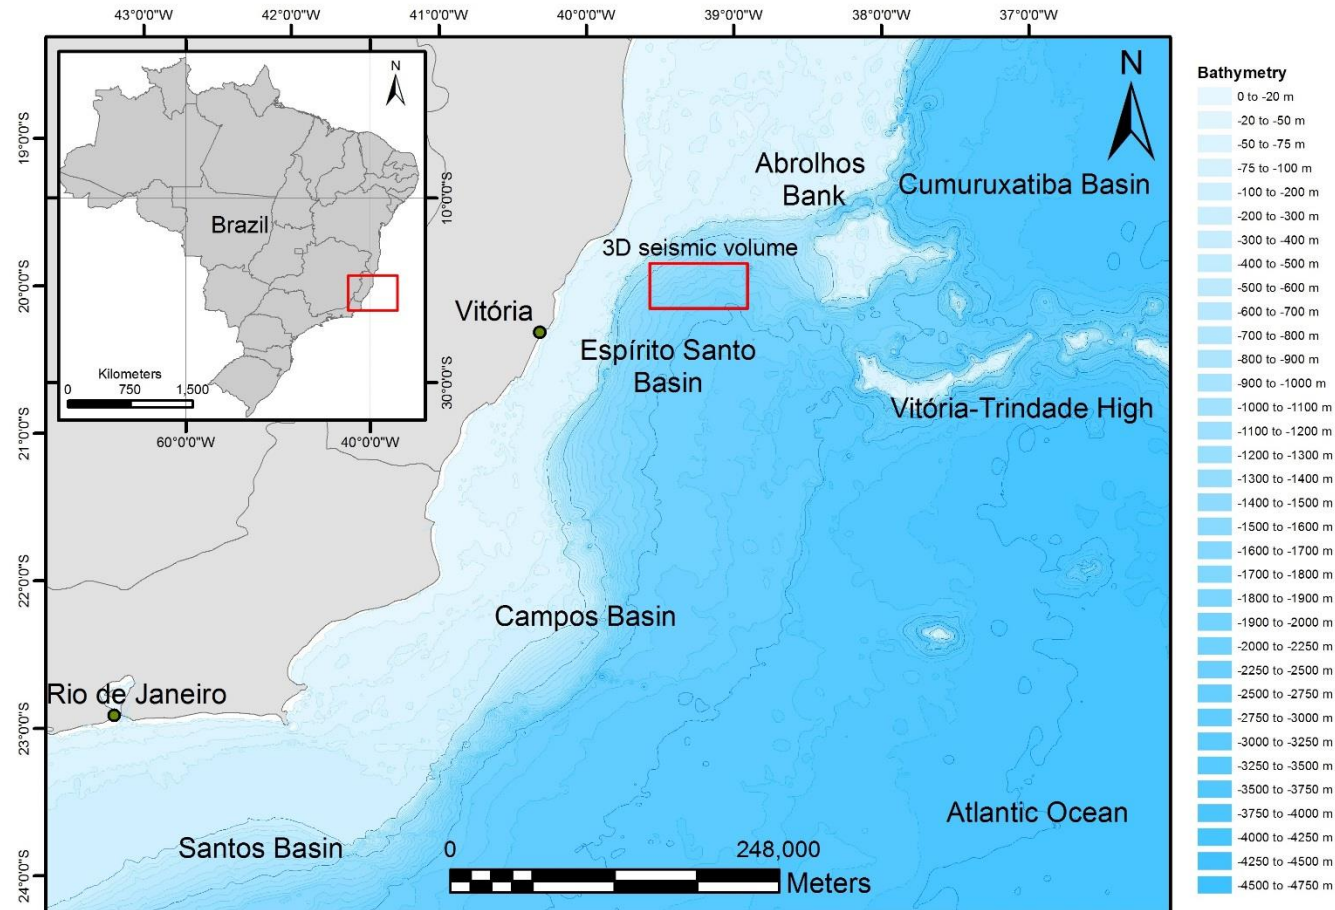 43°0'0"W
42°0'0"W
41°0'0"W
40°0'0"W
39°0'0"W
38°0'0"W
37°0'0"W
19°0'0"S
20°0'0"S
21°0'0"S
22°0'0"S
23°0'0"S
24°0'0"S
N
Brazil
Kilometers
0 750 1,500
60°0'0"W
40°0'0"W
10°0'0"S
30°0'0"S
N
Abrolhos
Bank
Cumuruxatiba Basin
3D seismic volume
Vitória
Espírito Santo
Basin
Vitória-Trindade High
Campos Basin
Rio de Janeiro
Santos Basin
Atlantic Ocean
0 248,000
Meters
Bathymetry
0 to -20 m
-20 to -50 m
-50 to -75 m
-75 to -100 m
-100 to -200 m
-200 to -300 m
-300 to -400 m
-400 to -500 m
-500 to -600 m
-600 to -700 m
-700 to -800 m
-800 to -900 m
-900 to -1000 m
-1000 to -1100 m
-1100 to -1200 m
-1200 to -1300 m
-1300 to -1400 m
-1400 to -1500 m
-1500 to -1600 m
-1600 to -1700 m
-1700 to -1800 m
-1800 to -1900 m
-1900 to -2000 m
-2000 to -2250 m
-2250 to -2500 m
-2500 to -2750 m
-2750 to -3000 m
-3000 to -3250 m
-3250 to -3500 m
-3500 to -3750 m
-3750 to -4000 m
-4000 to -4250 m
-4250 to -4500 m
-4500 to -4750 m